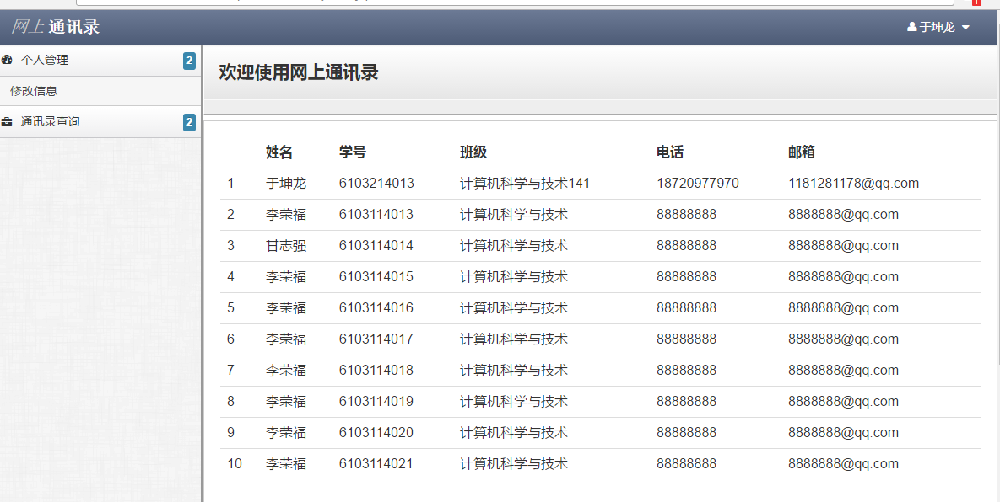 网上 通讯录
于坤龙
个人管理 2
修改信息
通讯录查询 2
欢迎使用网上通讯录
姓名 学号 班级 电话 邮箱
1 于坤龙 6103214013 计算机科学与技术141 18720977970 1181281178@qq.com
2 李荣福 6103114013 计算机科学与技术 88888888 8888888@qq.com
3 甘志强 6103114014 计算机科学与技术 88888888 8888888@qq.com
4 李荣福 6103114015 计算机科学与技术 88888888 8888888@qq.com
5 李荣福 6103114016 计算机科学与技术 88888888 8888888@qq.com
6 李荣福 6103114017 计算机科学与技术 88888888 8888888@qq.com
7 李荣福 6103114018 计算机科学与技术 88888888 8888888@qq.com
8 李荣福 6103114019 计算机科学与技术 88888888 8888888@qq.com
9 李荣福 6103114020 计算机科学与技术 88888888 8888888@qq.com
10 李荣福 6103114021 计算机科学与技术 88888888 8888888@qq.com